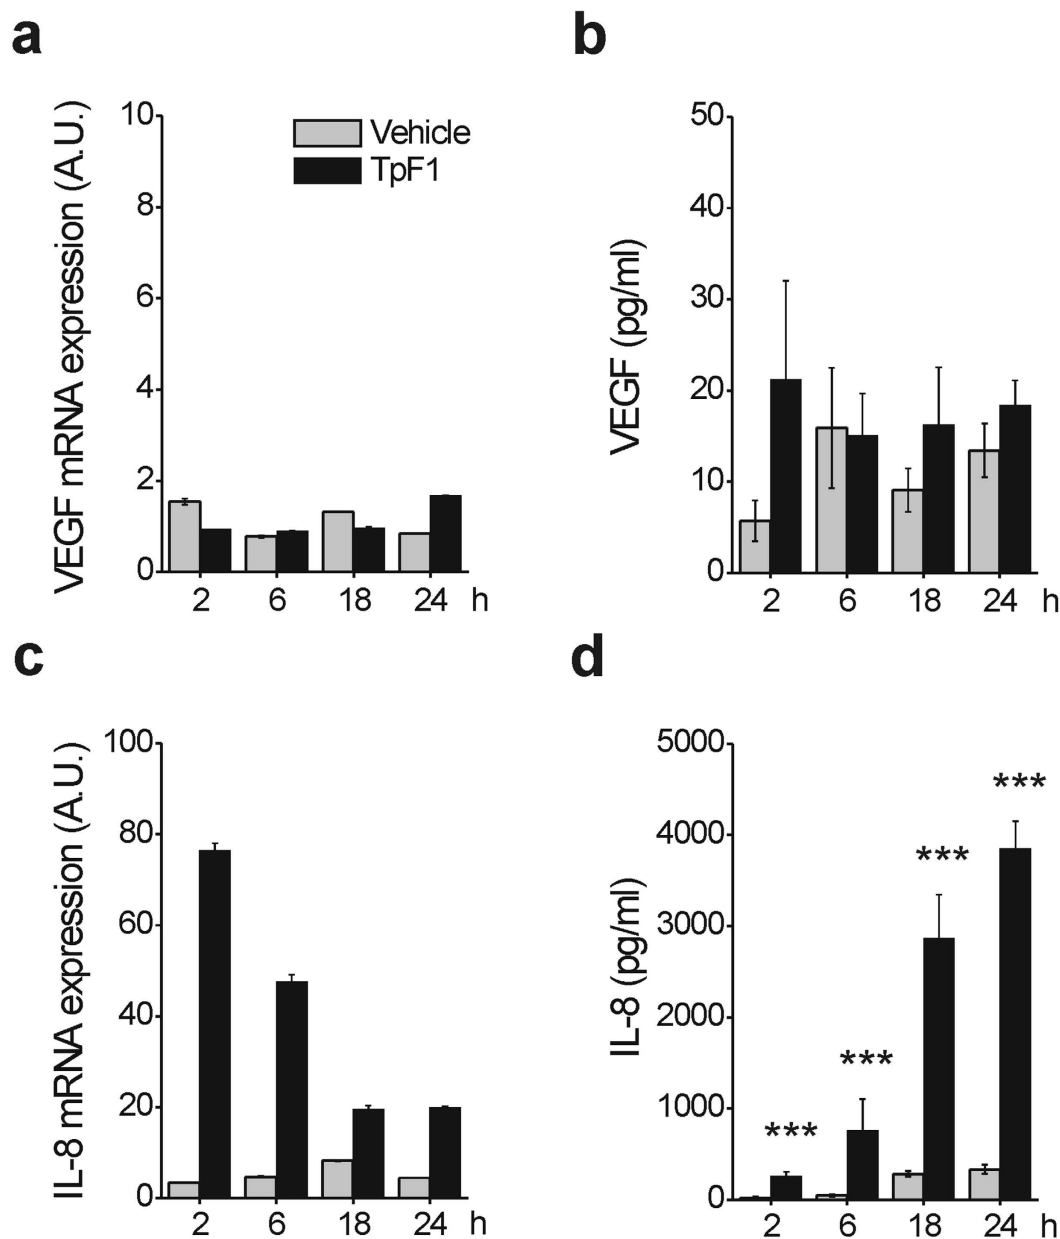 a
VEGF mRNA expression (A.U.)
10
8
6
4
2
0
Vehicle
TpF1
2 6 18 24 h
b
VEGF (pg/ml)
50
40
30
20
10
0
2 6 18 24 h
c
IL-8 mRNA expression (A.U.)
100
80
60
40
20
0
2 6 18 24 h
d
IL-8 (pg/ml)
5000
4000
3000
2000
1000
0
***
***
***
***
2 6 18 24 h